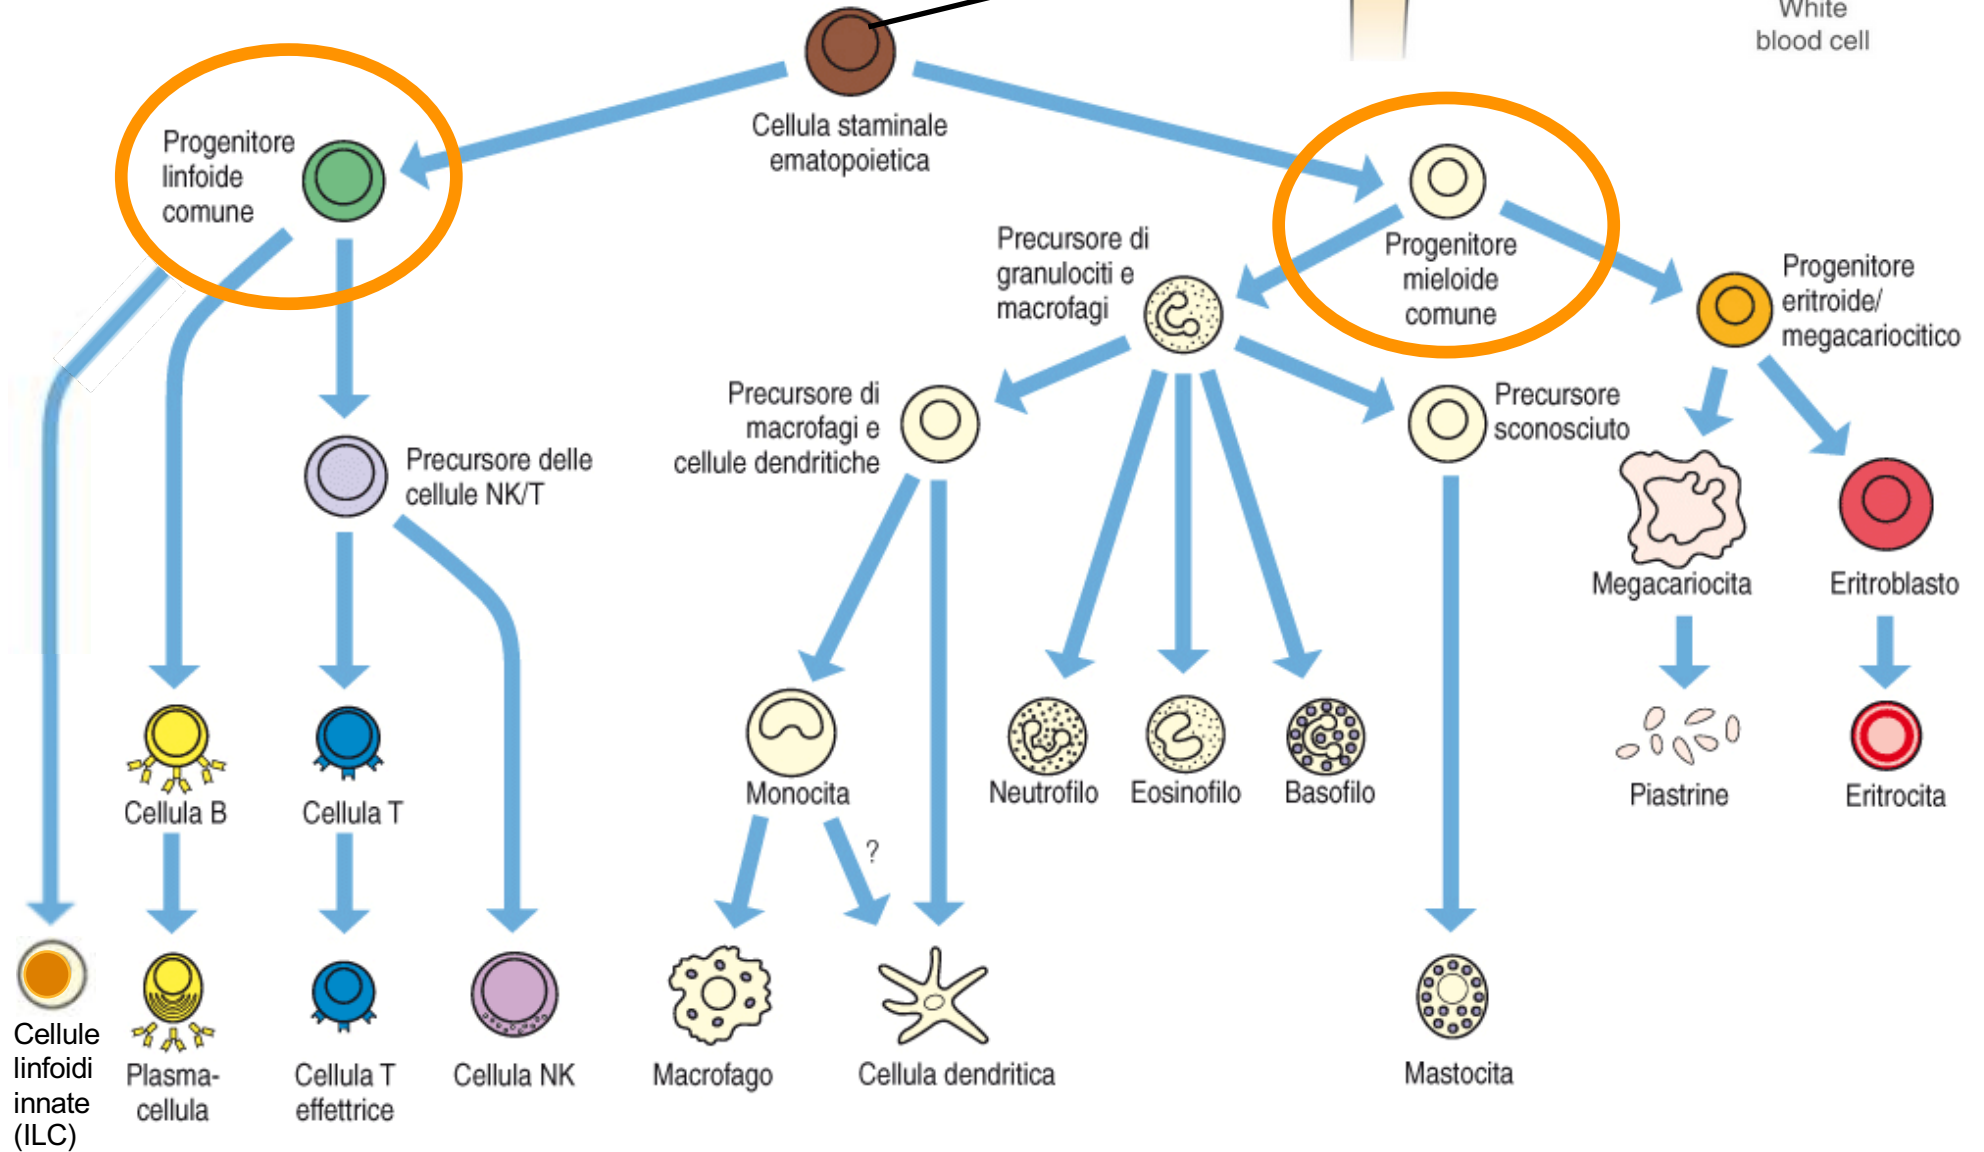 White
blood cell
Cellula staminale
ematopoietica
Progenitore
linfoide
comune
Progenitore
mieloide
comune
Precursore di
granulociti e
macrofagi
Progenitore
eritroide/
megacariocitico
Precursore di
macrofagi e
cellule dendritiche
Precursore
sconosciuto
Precursore delle
cellule NK/T
Megacariocita
Eritroblasto
Cellula B
Cellula T
Monocita
Neutrofilo
Eosinofilo
Basofilo
Piastrine
Eritrocita
?
Cellule
linfoidi
innate
(ILC)
Plasma-
cellula
Cellula T
effettrice
Cellula NK
Macrofago
Cellula dendritica
Mastocita